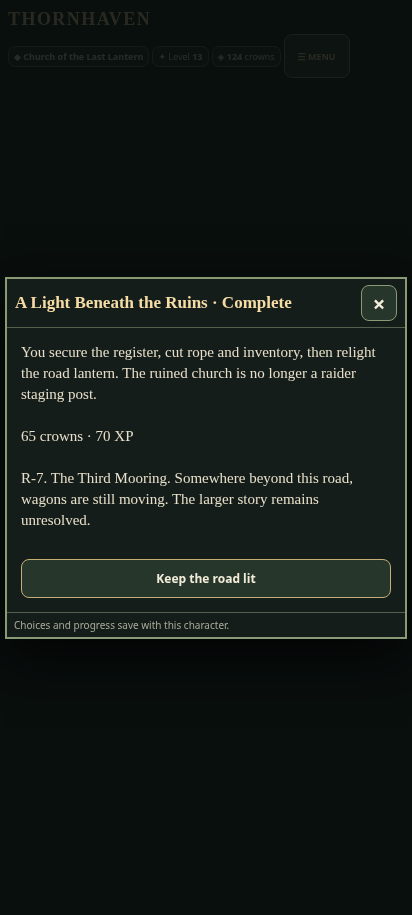 THORNHAVEN
◆ Church of the Last Lantern ✦ Level 13 ◆ 124 crowns ☰ MENU
A Light Beneath the Ruins · Complete ×
You secure the register, cut rope and inventory, then relight
the road lantern. The ruined church is no longer a raider
staging post.
65 crowns · 70 XP
R-7. The Third Mooring. Somewhere beyond this road,
wagons are still moving. The larger story remains
unresolved.
Keep the road lit
Choices and progress save with this character.